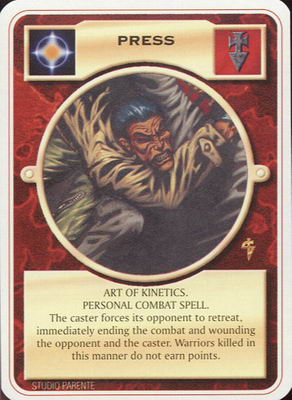 PRESS
ART OF KINETICS.
PERSONAL COMBAT SPELL.
The caster forces its opponent to retreat,
immediately ending the combat and wounding
the opponent and the caster. Warriors killed in
this manner do not earn points.
STUDIO PARENTE